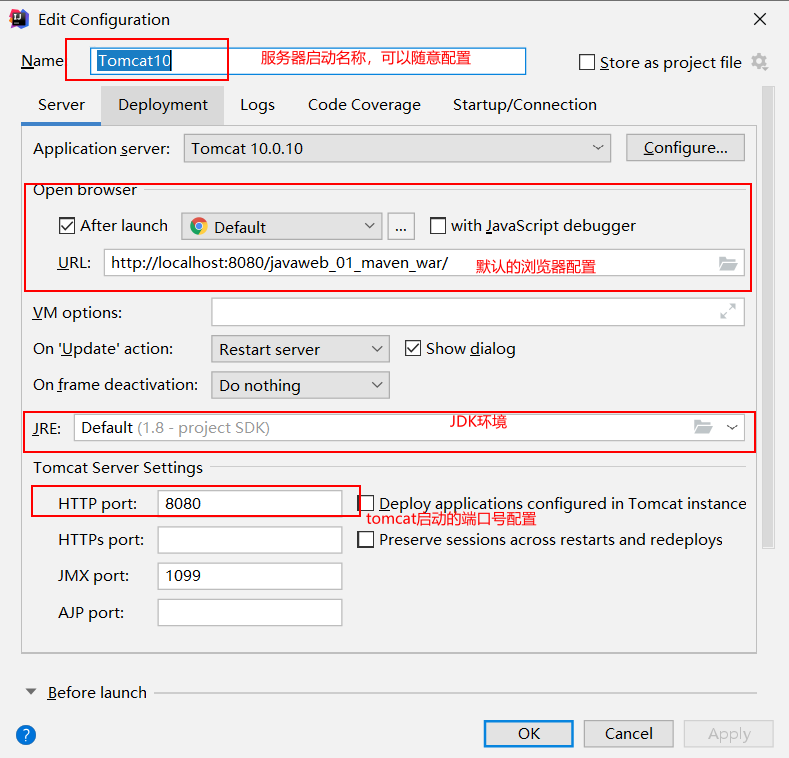 Edit Configuration
Name Tomcat10 服务器启动名称，可以随意配置 Store as project file
Server Deployment Logs Code Coverage Startup/Connection
Application server: Tomcat 10.0.10 Configure...
Open browser
After launch Default ... with JavaScript debugger
URL: http://localhost:8080/javaweb_01_maven_war/ 默认的浏览器配置
VM options:
On 'Update' action: Restart server Show dialog
On frame deactivation: Do nothing
JRE: Default (1.8 - project SDK) JDK环境
Tomcat Server Settings
HTTP port: 8080 Deploy applications configured in Tomcat instance
tomcat启动的端口号配置
HTTPs port: Preserve sessions across restarts and redeploys
JMX port: 1099
AJP port:
Before launch
? OK Cancel Apply